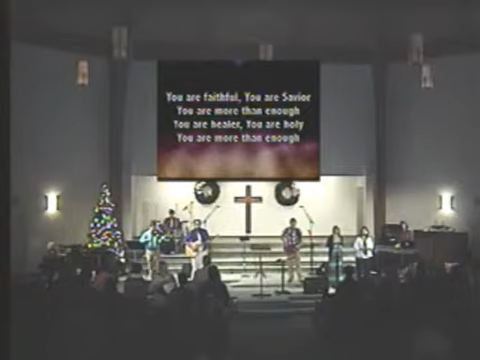 You are faithful, You are Savior
You are more than enough
You are healer, You are holy
You are more than enough